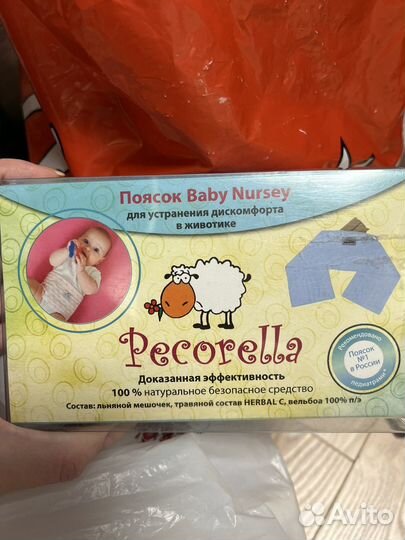 Поясок Baby Nursey
для устранения дискомфорта
в животике
Pecorella
Доказанная эффективность
100 % натуральное безопасное средство
Состав: льняной мешочек, травяной состав HERBAL C, вельбоа 100% п/э
Рекомендовано
Поясок
№1
в России
педиатрами*
Avito